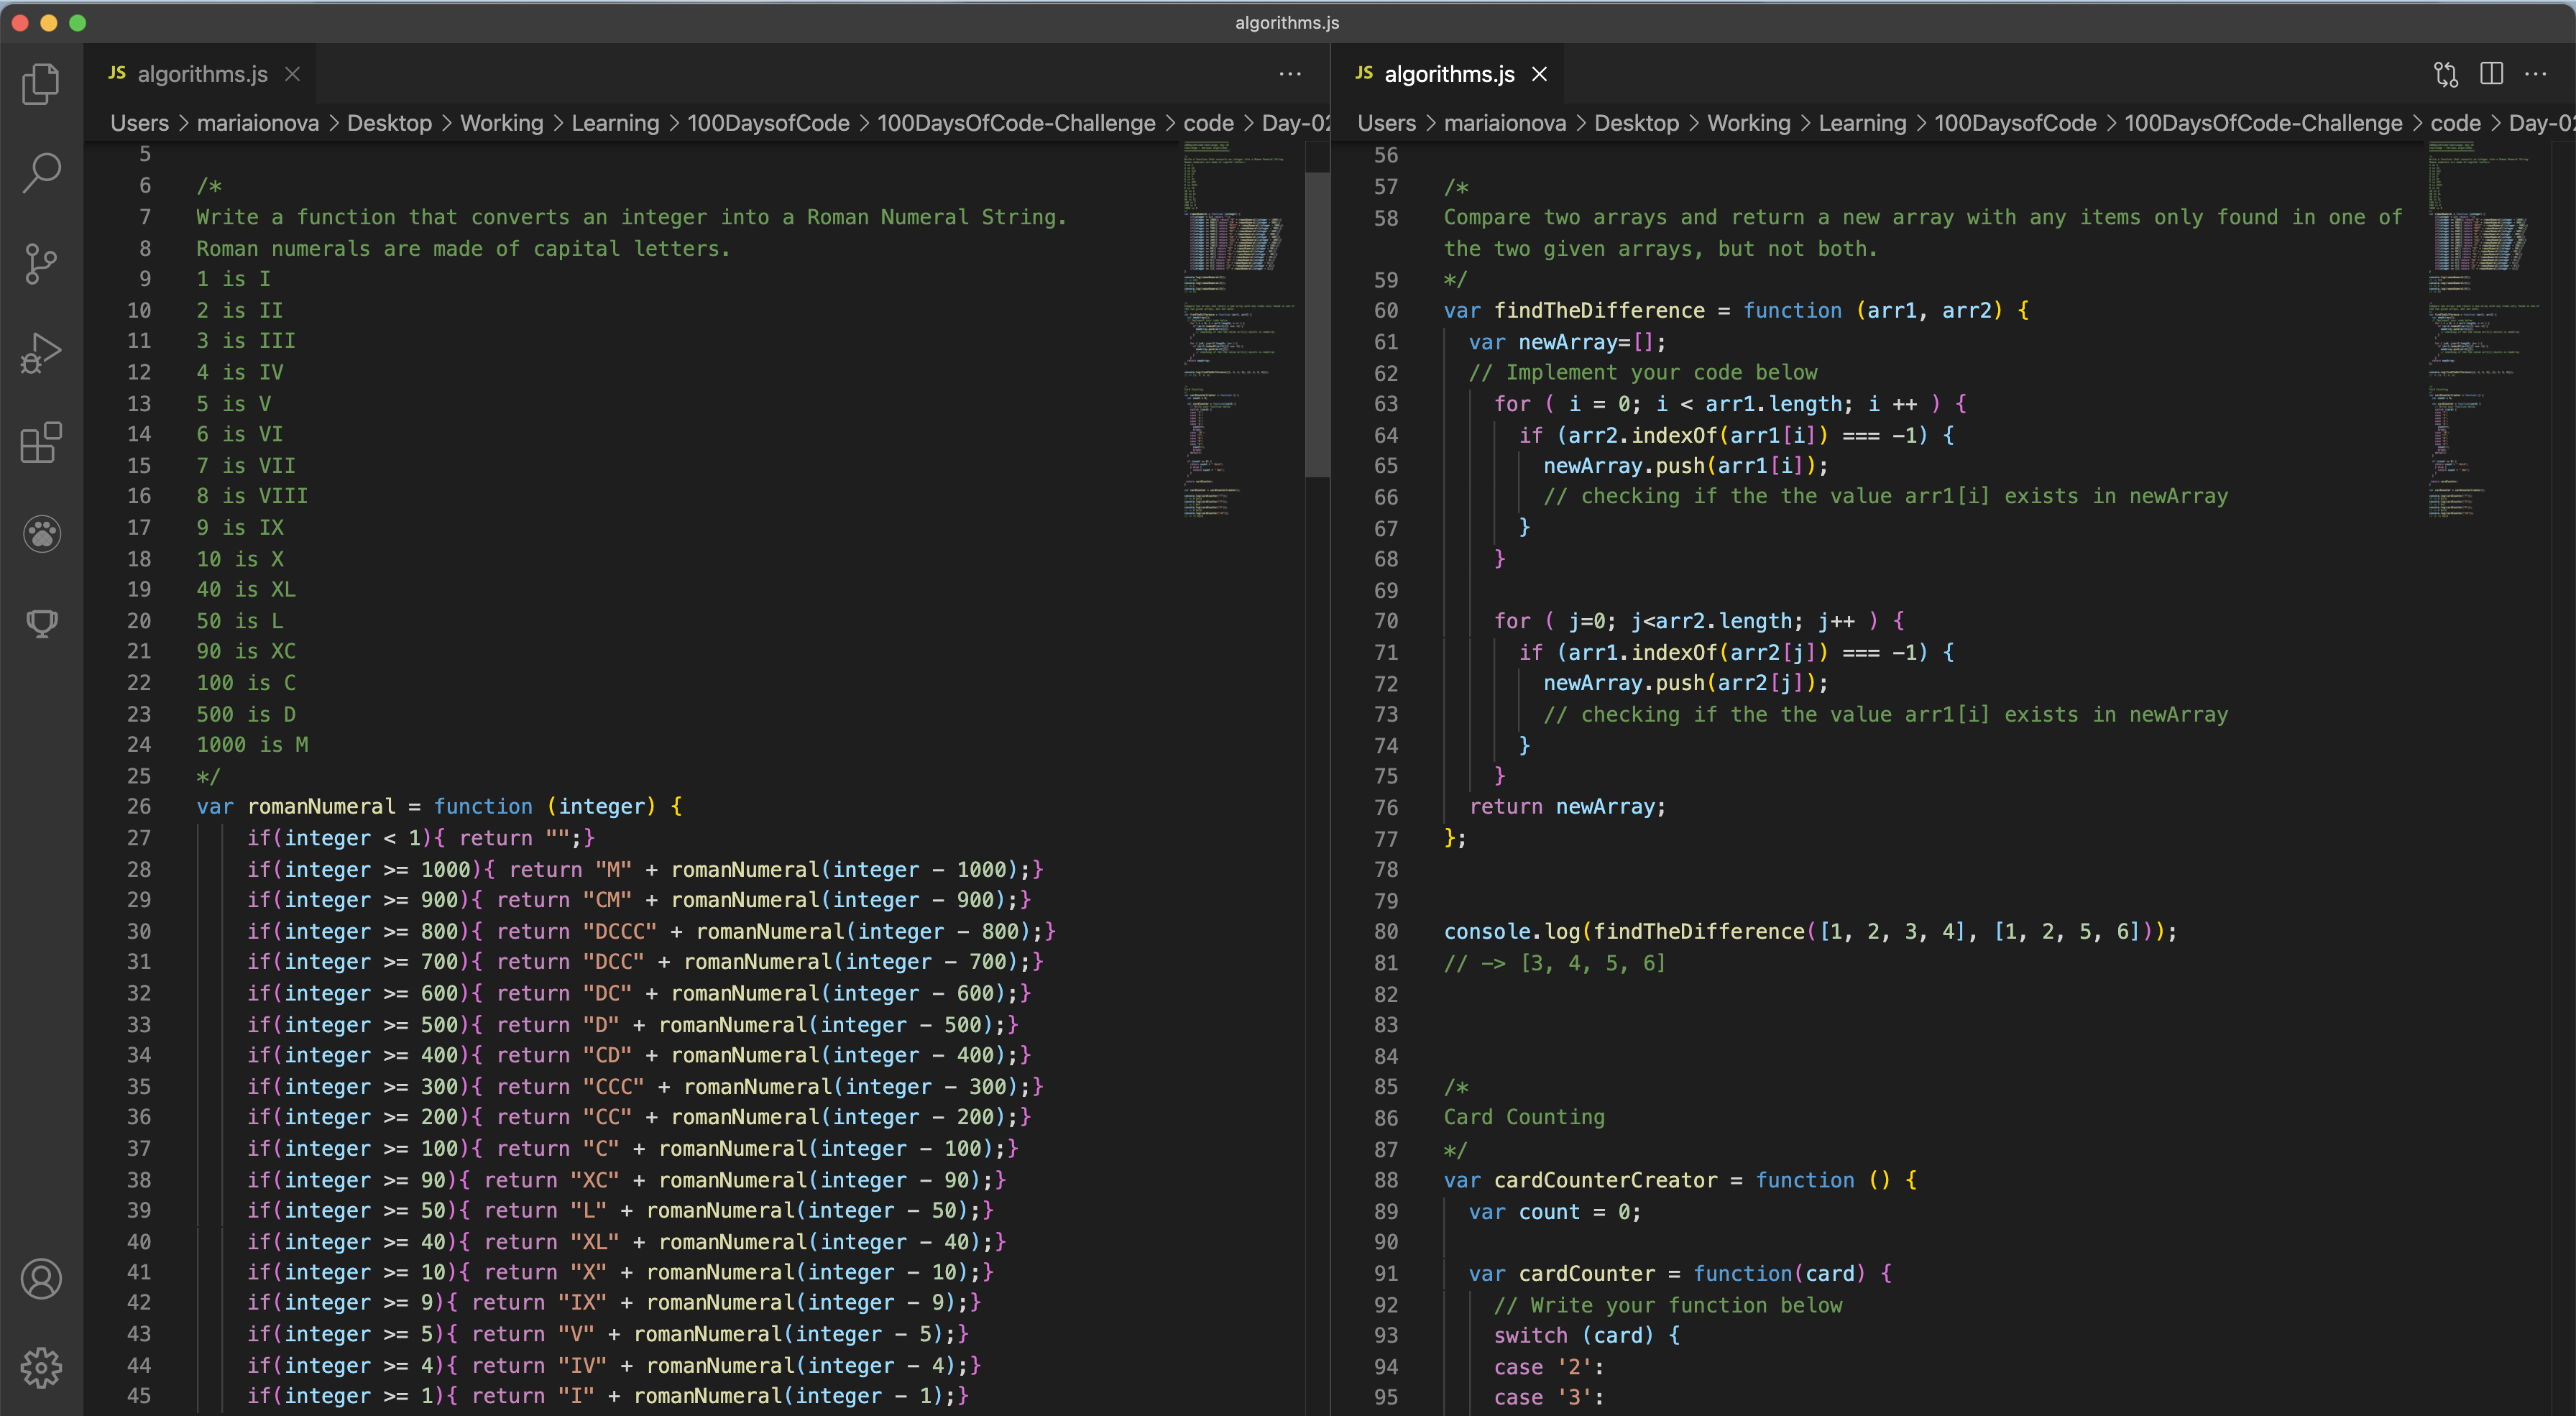 algorithms.js
JS algorithms.js
Users > mariaionova > Desktop > Working > Learning > 100DaysofCode > 100DaysOfCode-Challenge > code > Day-02
5
6 /*
7 Write a function that converts an integer into a Roman Numeral String.
8 Roman numerals are made of capital letters.
9 1 is I
10 2 is II
11 3 is III
12 4 is IV
13 5 is V
14 6 is VI
15 7 is VII
16 8 is VIII
17 9 is IX
18 10 is X
19 40 is XL
20 50 is L
21 90 is XC
22 100 is C
23 500 is D
24 1000 is M
25 */
26 var romanNumeral = function (integer) {
27 if(integer < 1){ return "";}
28 if(integer >= 1000){ return "M" + romanNumeral(integer - 1000);}
29 if(integer >= 900){ return "CM" + romanNumeral(integer - 900);}
30 if(integer >= 800){ return "DCCC" + romanNumeral(integer - 800);}
31 if(integer >= 700){ return "DCC" + romanNumeral(integer - 700);}
32 if(integer >= 600){ return "DC" + romanNumeral(integer - 600);}
33 if(integer >= 500){ return "D" + romanNumeral(integer - 500);}
34 if(integer >= 400){ return "CD" + romanNumeral(integer - 400);}
35 if(integer >= 300){ return "CCC" + romanNumeral(integer - 300);}
36 if(integer >= 200){ return "CC" + romanNumeral(integer - 200);}
37 if(integer >= 100){ return "C" + romanNumeral(integer - 100);}
38 if(integer >= 90){ return "XC" + romanNumeral(integer - 90);}
39 if(integer >= 50){ return "L" + romanNumeral(integer - 50);}
40 if(integer >= 40){ return "XL" + romanNumeral(integer - 40);}
41 if(integer >= 10){ return "X" + romanNumeral(integer - 10);}
42 if(integer >= 9){ return "IX" + romanNumeral(integer - 9);}
43 if(integer >= 5){ return "V" + romanNumeral(integer - 5);}
44 if(integer >= 4){ return "IV" + romanNumeral(integer - 4);}
45 if(integer >= 1){ return "I" + romanNumeral(integer - 1);}
JS algorithms.js
Users > mariaionova > Desktop > Working > Learning > 100DaysofCode > 100DaysOfCode-Challenge > code > Day-02
56
57 /*
58 Compare two arrays and return a new array with any items only found in one of
the two given arrays, but not both.
59 */
60 var findTheDifference = function (arr1, arr2) {
61 var newArray=[];
62 // Implement your code below
63 for ( i = 0; i < arr1.length; i ++ ) {
64 if (arr2.indexOf(arr1[i]) === -1) {
65 newArray.push(arr1[i]);
66 // checking if the the value arr1[i] exists in newArray
67 }
68 }
69
70 for ( j=0; j<arr2.length; j++ ) {
71 if (arr1.indexOf(arr2[j]) === -1) {
72 newArray.push(arr2[j]);
73 // checking if the the value arr1[i] exists in newArray
74 }
75 }
76 return newArray;
77 };
78
79
80 console.log(findTheDifference([1, 2, 3, 4], [1, 2, 5, 6]));
81 // -> [3, 4, 5, 6]
82
83
84
85 /*
86 Card Counting
87 */
88 var cardCounterCreator = function () {
89 var count = 0;
90
91 var cardCounter = function(card) {
92 // Write your function below
93 switch (card) {
94 case '2':
95 case '3':